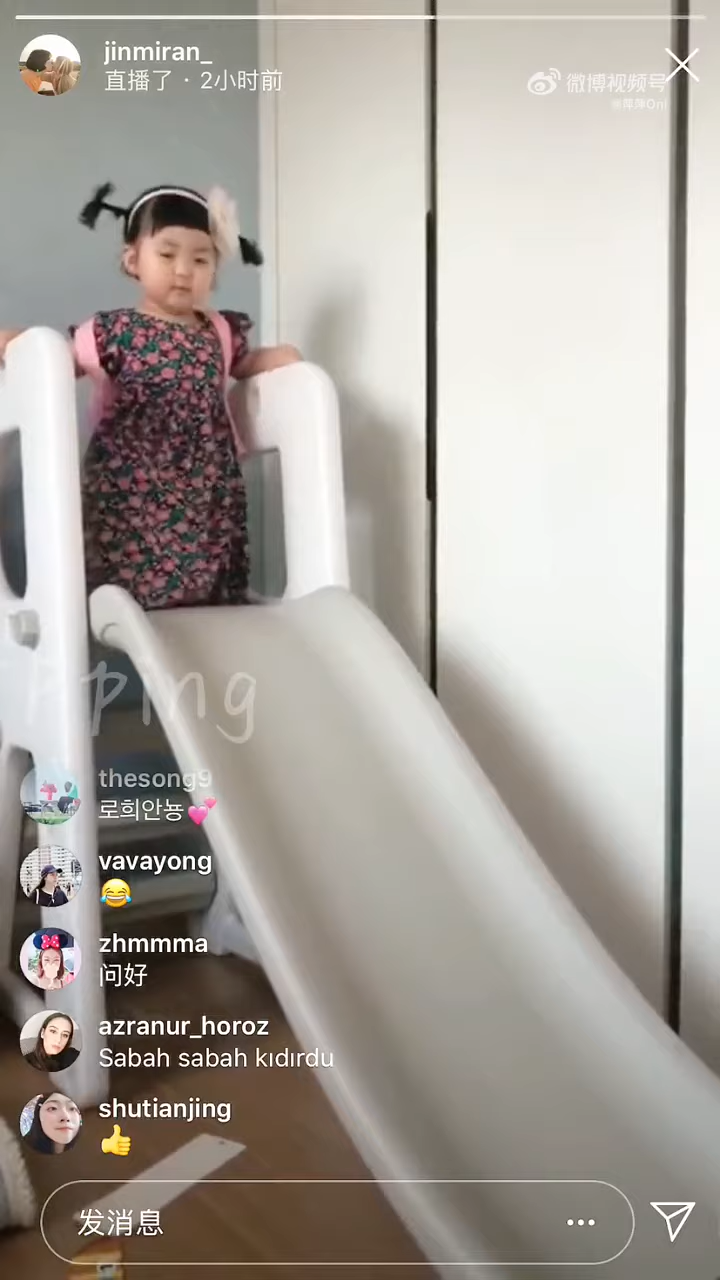 jinmiran_
直播了 · 2小时前
微博视频号
ping
thesong9
로희안뇽💕
vavayong
😂
zhmmma
问好
azranur_horoz
Sabah sabah kıdırdu
shutianjing
👍
发消息